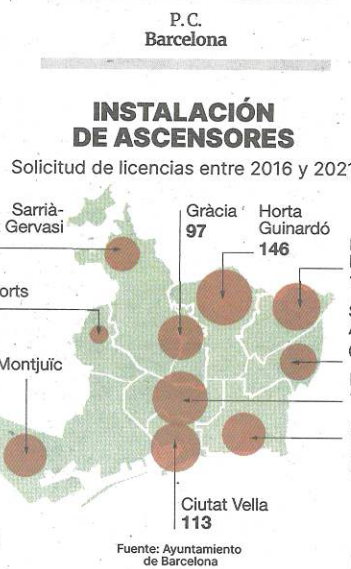 P.C.
Barcelona
INSTALACIÓN
DE ASCENSORES
Solicitud de licencias entre 2016 y 2021
Sarrià-
Gervasi
Gràcia
97
Horta
Guinardó
146
orts
Montjuïc
Ciutat Vella
113
Fuente: Ayuntamiento
de Barcelona